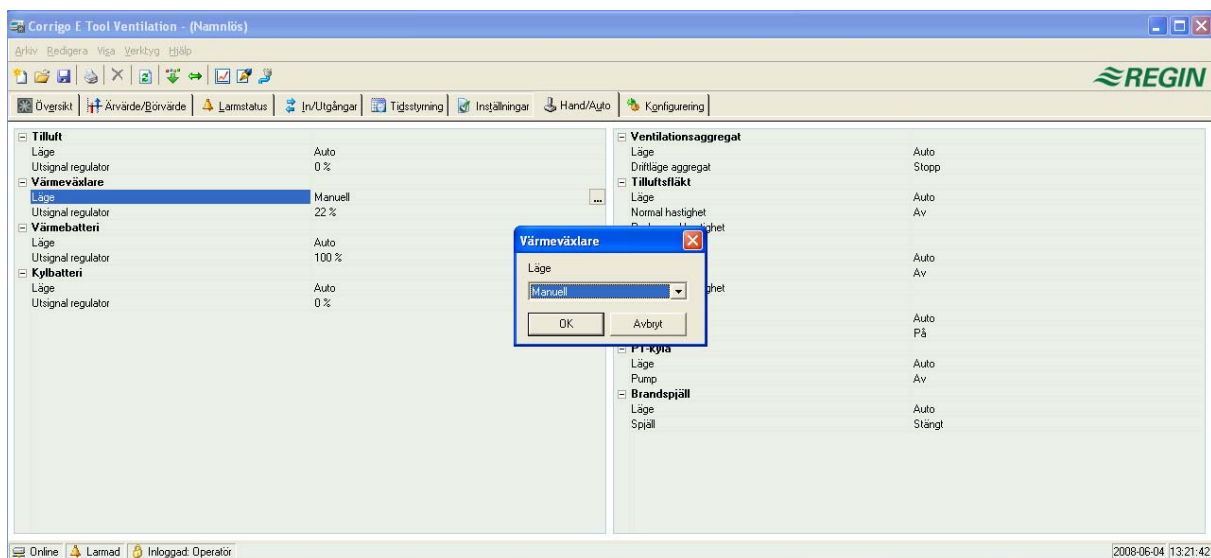 Corrigo E Tool Ventilation - (Namnlös)
Arkiv Redigera Visa Verktyg Hjälp
REGIN
Översikt Ärvärde/Börvärde Larmstatus In/Utgångar Tidsstyrning Inställningar Hand/Auto Konfigurering
Tilluft
Läge Auto
Utsignal regulator 0 %
Värmeväxlare
Läge Manuell ...
Utsignal regulator 22 %
Värmebatteri
Läge Auto
Utsignal regulator 100 %
Kylbatteri
Läge Auto
Utsignal regulator 0 %
Ventilationsaggregat
Läge Auto
Driftläge aggregat Stopp
Tilluftsfläkt
Läge Auto
Normal hastighet Av
Auto
Av
Auto
På
PT-kyla
Läge Auto
Pump Av
Brandspjäll
Läge Auto
Spjäll Stängt
Värmeväxlare
Läge
Manuell
OK Avbryt
Online Larmad Inloggad: Operatör 2008-06-04 13:21:42